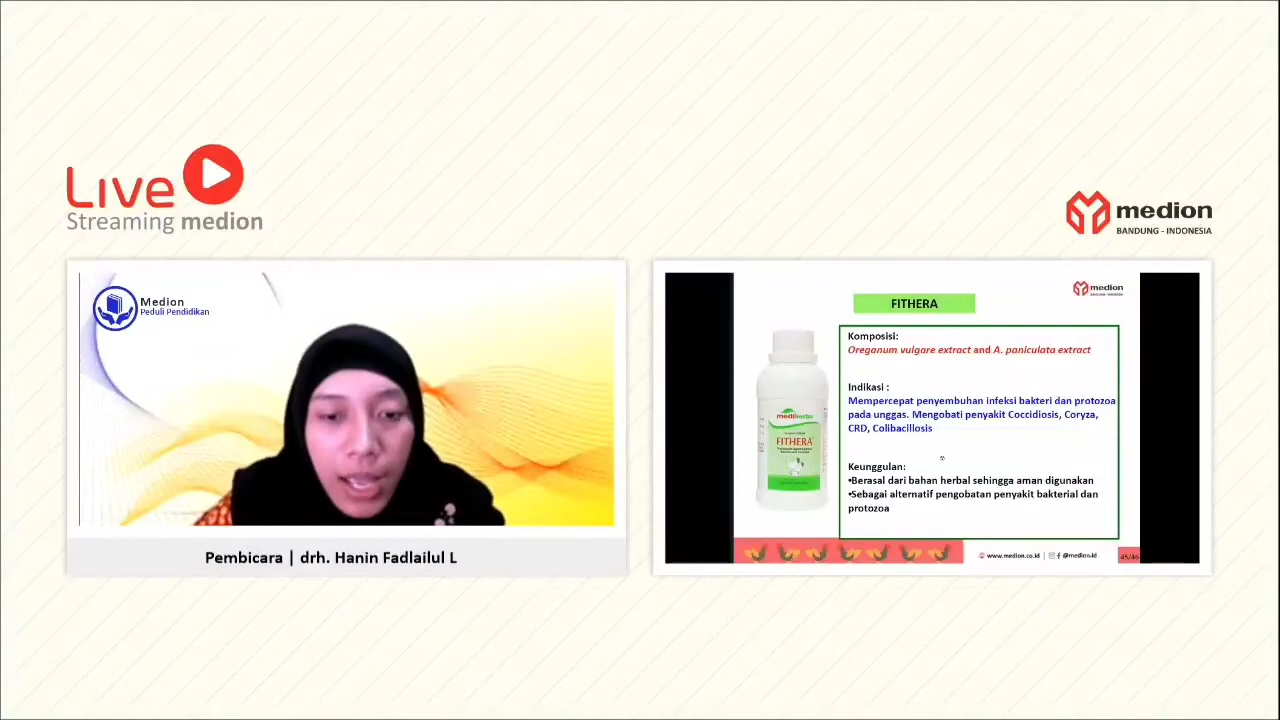 Live
Streaming medion
medion
BANDUNG - INDONESIA
Medion
Peduli Pendidikan
Pembicara | drh. Hanin Fadlailul L
medion
FITHERA
Komposisi:
Oreganum vulgare extract and A. paniculata extract
Indikasi :
Mempercepat penyembuhan infeksi bakteri dan protozoa
pada unggas. Mengobati penyakit Coccidiosis, Coryza,
CRD, Colibacillosis
Keunggulan:
•Berasal dari bahan herbal sehingga aman digunakan
•Sebagai alternatif pengobatan penyakit bakterial dan
protozoa
mediherba
FITHERA
www.medion.co.id | @medion.id
45/46